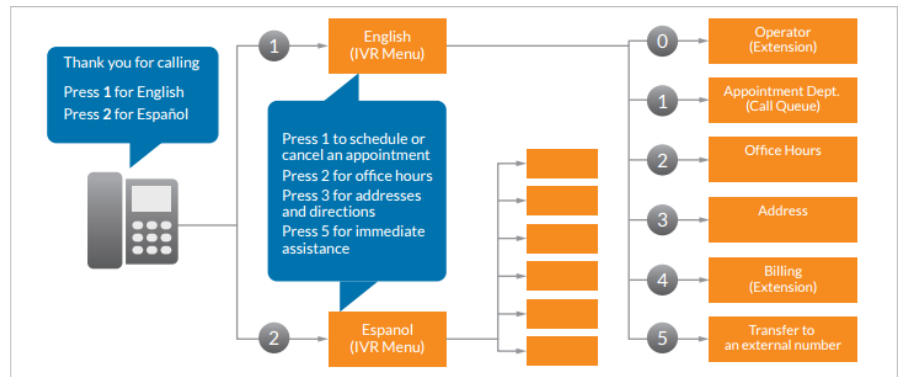 Thank you for calling
Press 1 for English
Press 2 for Español
1
English
(IVR Menu)
Press 1 to schedule or
cancel an appointment
Press 2 for office hours
Press 3 for addresses
and directions
Press 5 for immediate
assistance
2
Espanol
(IVR Menu)
0
Operator
(Extension)
1
Appointment Dept.
(Call Queue)
2
Office Hours
3
Address
4
Billing
(Extension)
5
Transfer to
an external number